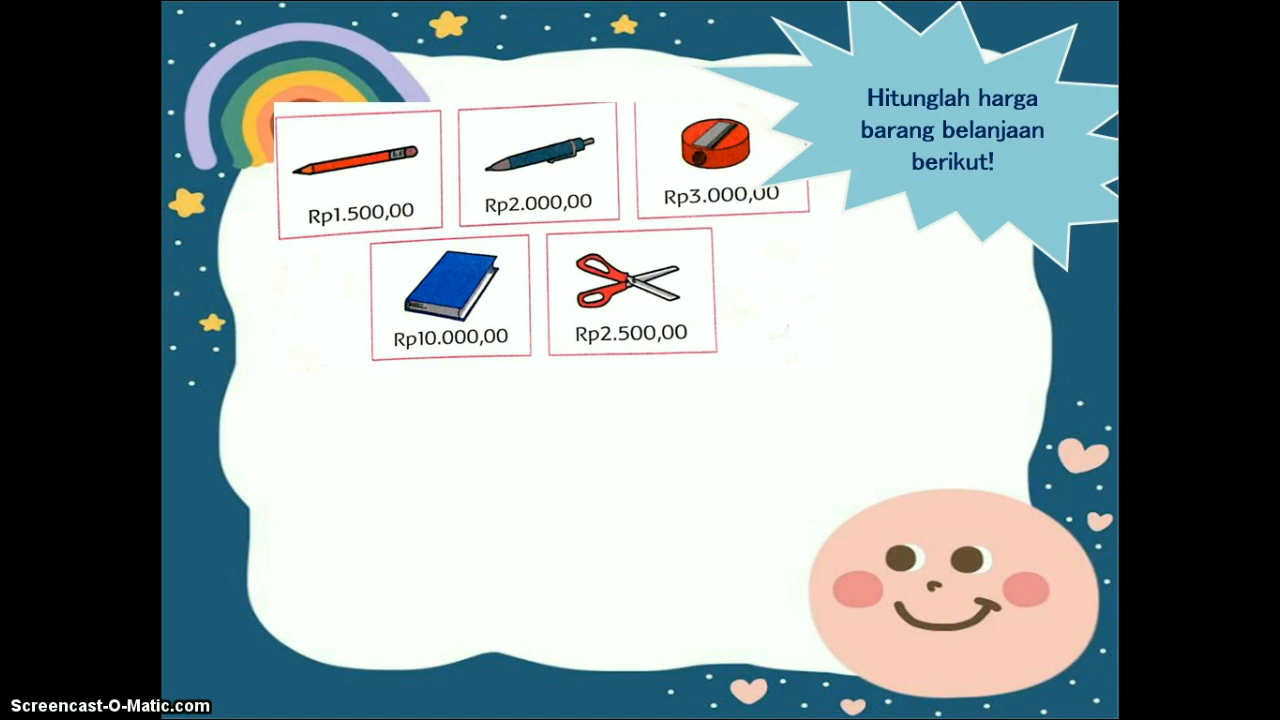 Hitunglah harga
barang belanjaan
berikut!
Rp1.500,00
Rp2.000,00
Rp3.000,00
Rp10.000,00
Rp2.500,00
Screencast-O-Matic.com